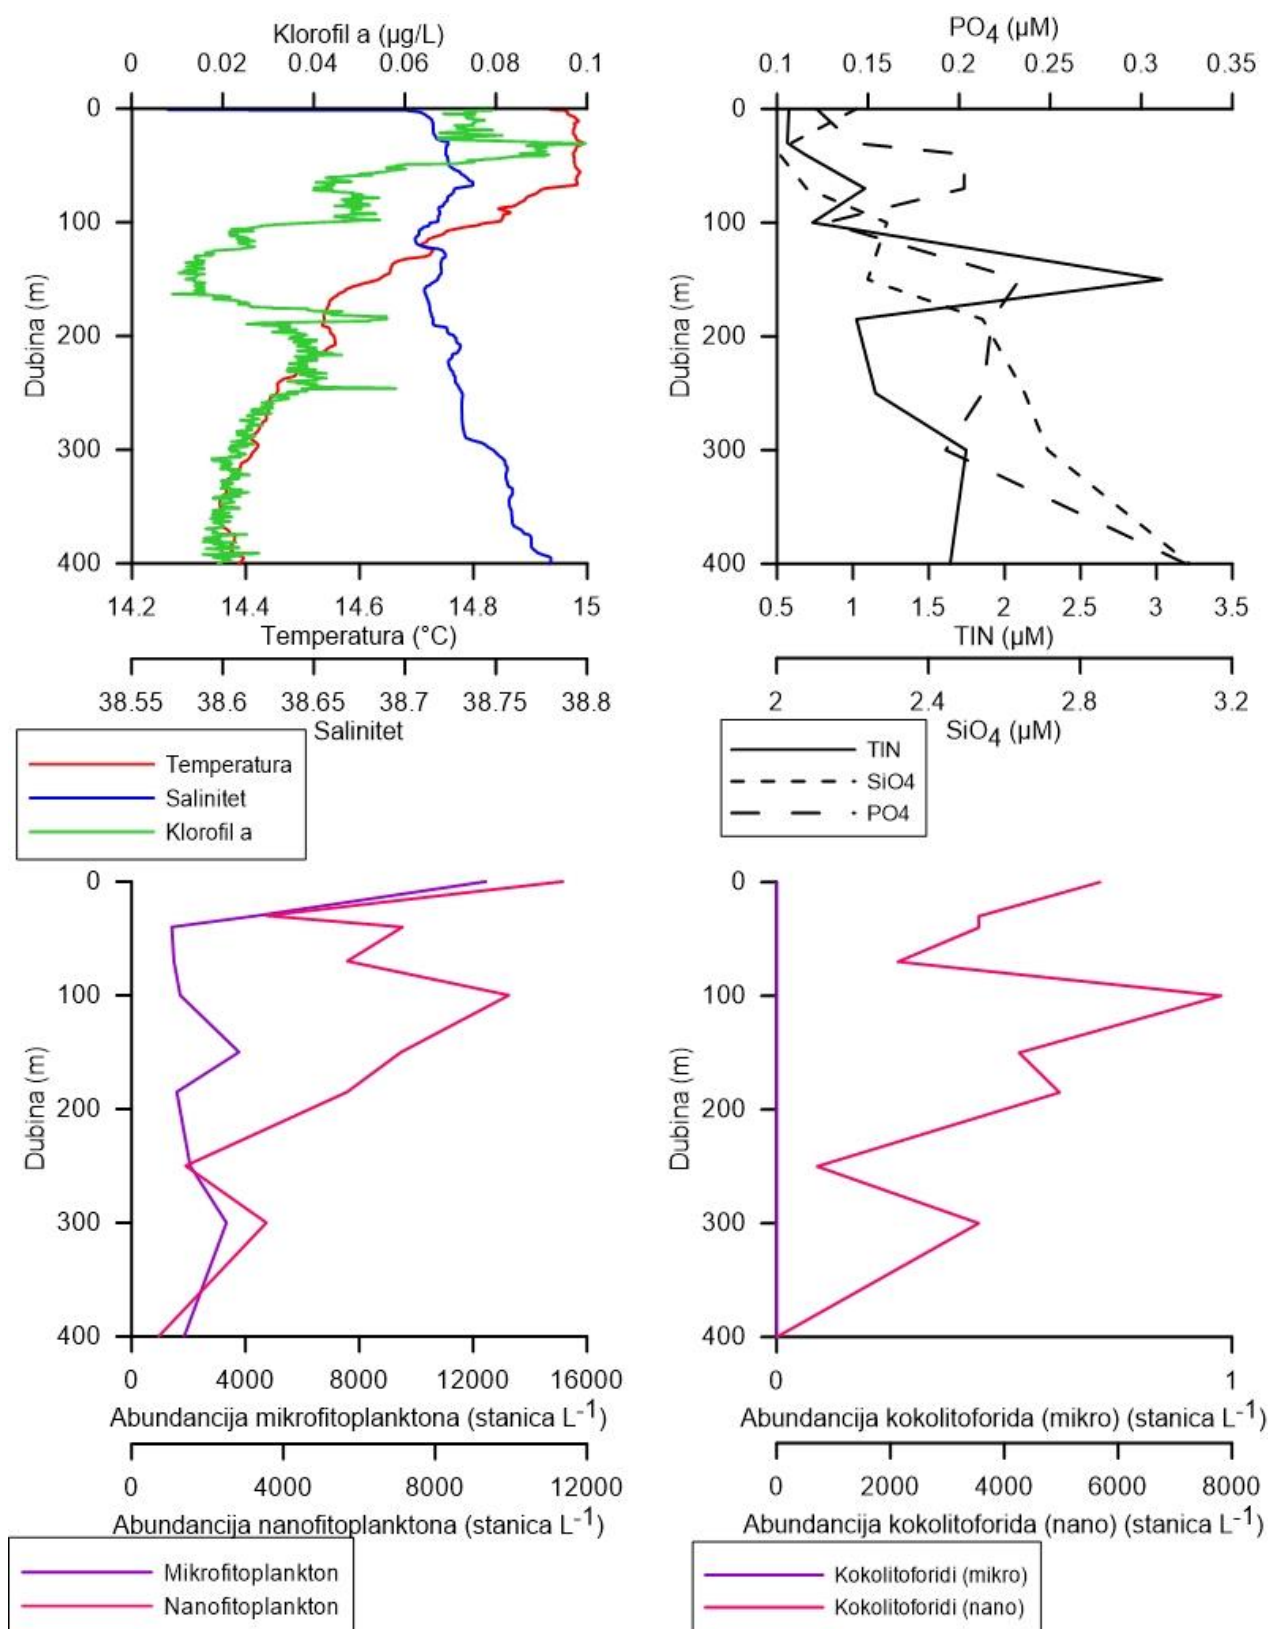 Klorofil a (µg/L)
0 0.02 0.04 0.06 0.08 0.1
0
100
200
300
400
Dubina (m)
14.2 14.4 14.6 14.8 15
Temperatura (°C)
38.55 38.6 38.65 38.7 38.75 38.8
Salinitet
Temperatura
Salinitet
Klorofil a
PO4 (µM)
0.1 0.15 0.2 0.25 0.3 0.35
0
100
200
300
400
Dubina (m)
0.5 1 1.5 2 2.5 3 3.5
TIN (µM)
2 2.4 2.8 3.2
SiO4 (µM)
TIN
SiO4
PO4
0
100
200
300
400
Dubina (m)
0 4000 8000 12000 16000
Abundancija mikrofitoplanktona (stanica L-1)
0 4000 8000 12000
Abundancija nanofitoplanktona (stanica L-1)
Mikrofitoplankton
Nanofitoplankton
0
100
200
300
400
Dubina (m)
0 1
Abundancija kokolitoforida (mikro) (stanica L-1)
0 2000 4000 6000 8000
Abundancija kokolitoforida (nano) (stanica L-1)
Kokolitoforidi (mikro)
Kokolitoforidi (nano)